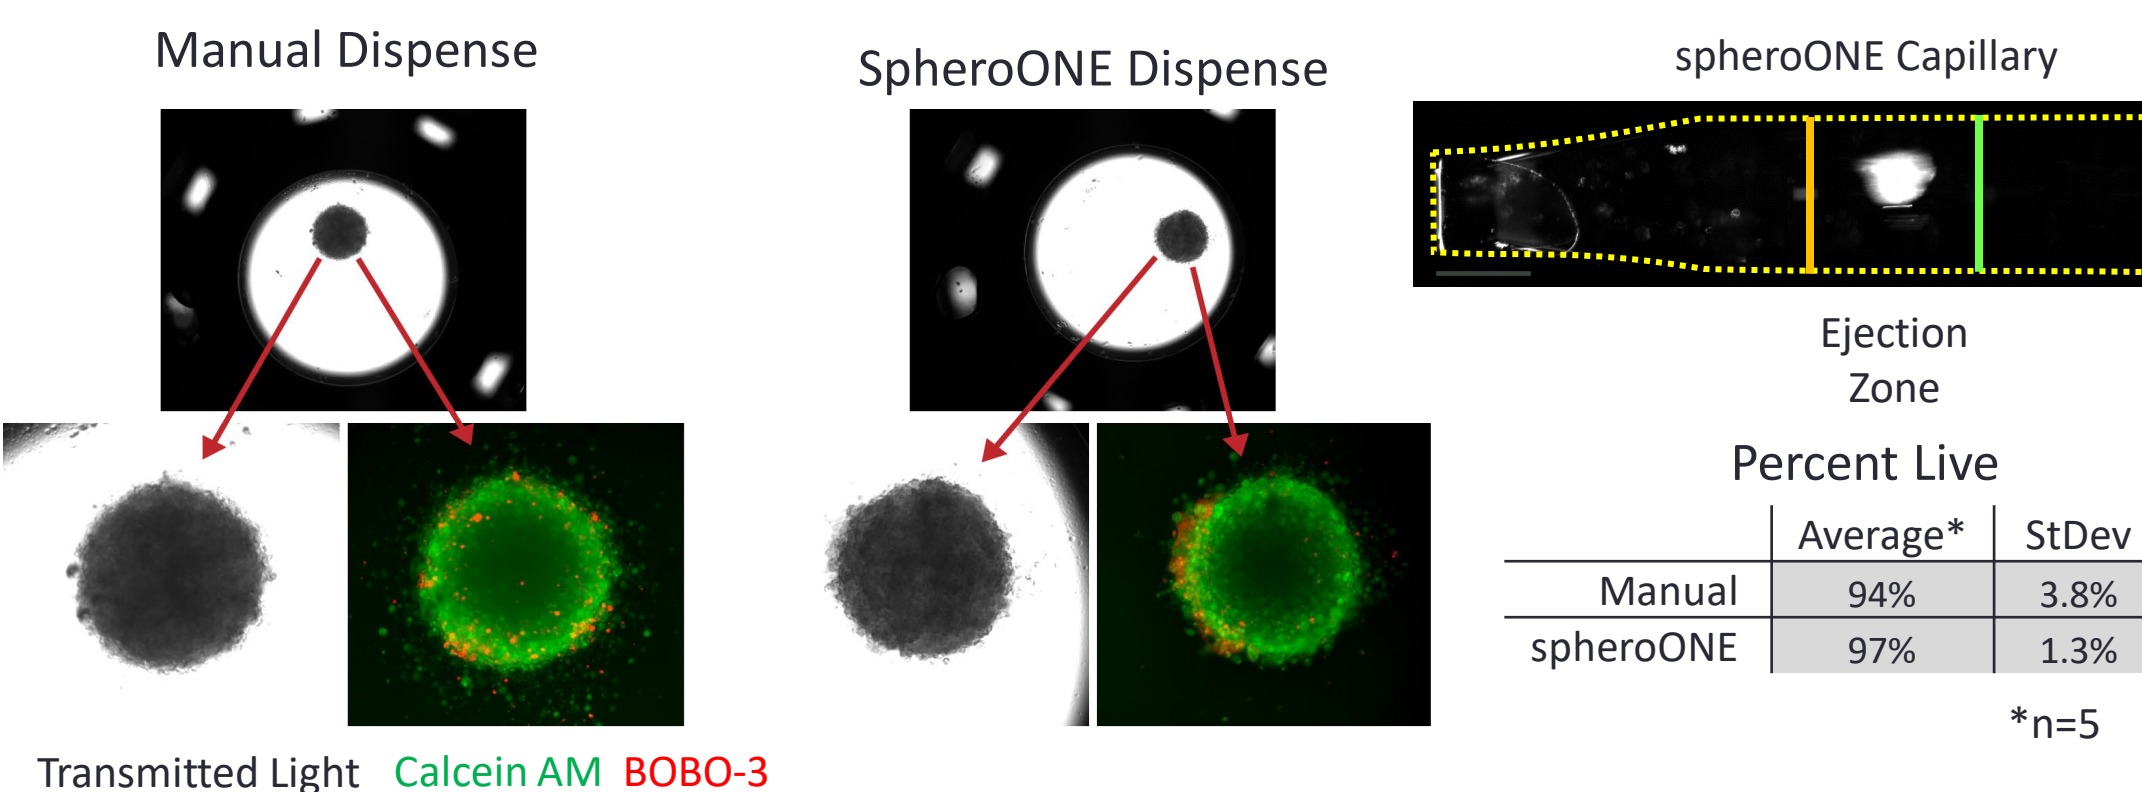 Manual Dispense
SpheroONE Dispense
spheroONE Capillary
Ejection
Zone
Percent Live
Average* StDev
Manual 94% 3.8%
spheroONE 97% 1.3%
*n=5
Transmitted Light Calcein AM BOBO-3